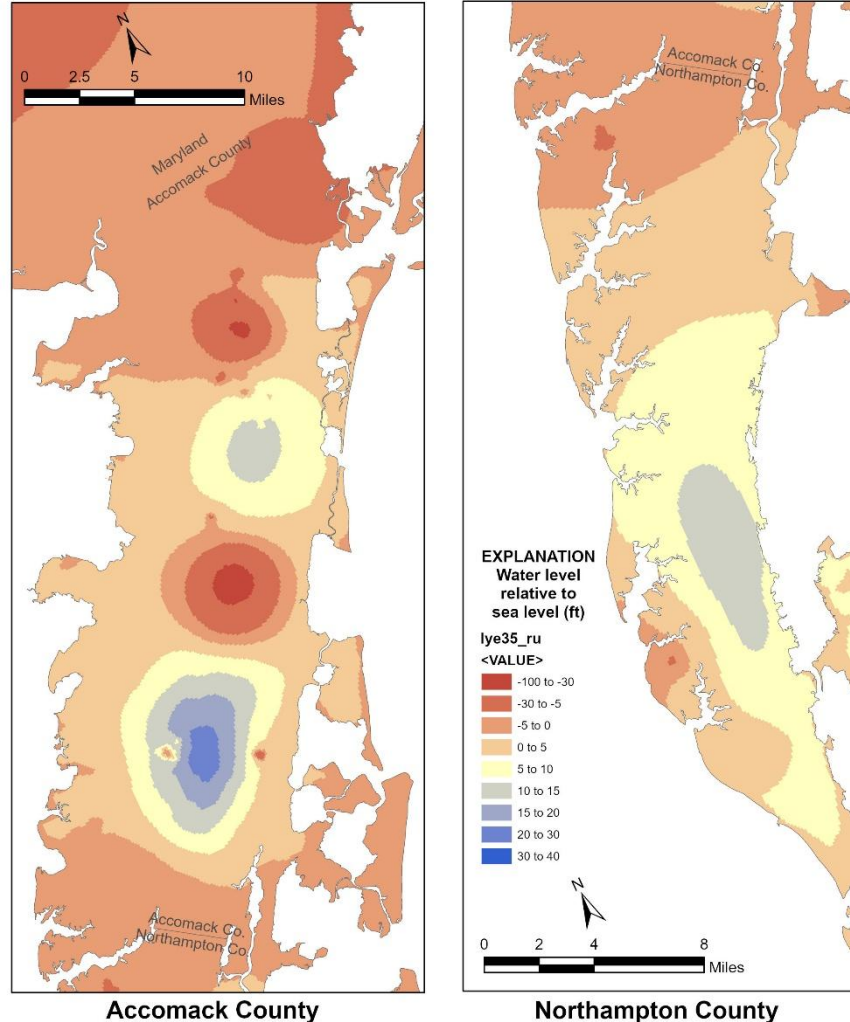 N
0 2.5 5 10
Miles
Maryland
Accomack County
Accomack Co.
Northampton Co.
Accomack County
Accomack Co.
Northampton Co.
EXPLANATION
Water level
relative to
sea level (ft)
lye35_ru
<VALUE>
-100 to -30
-30 to -5
-5 to 0
0 to 5
5 to 10
10 to 15
15 to 20
20 to 30
30 to 40
N
0 2 4 8
Miles
Northampton County